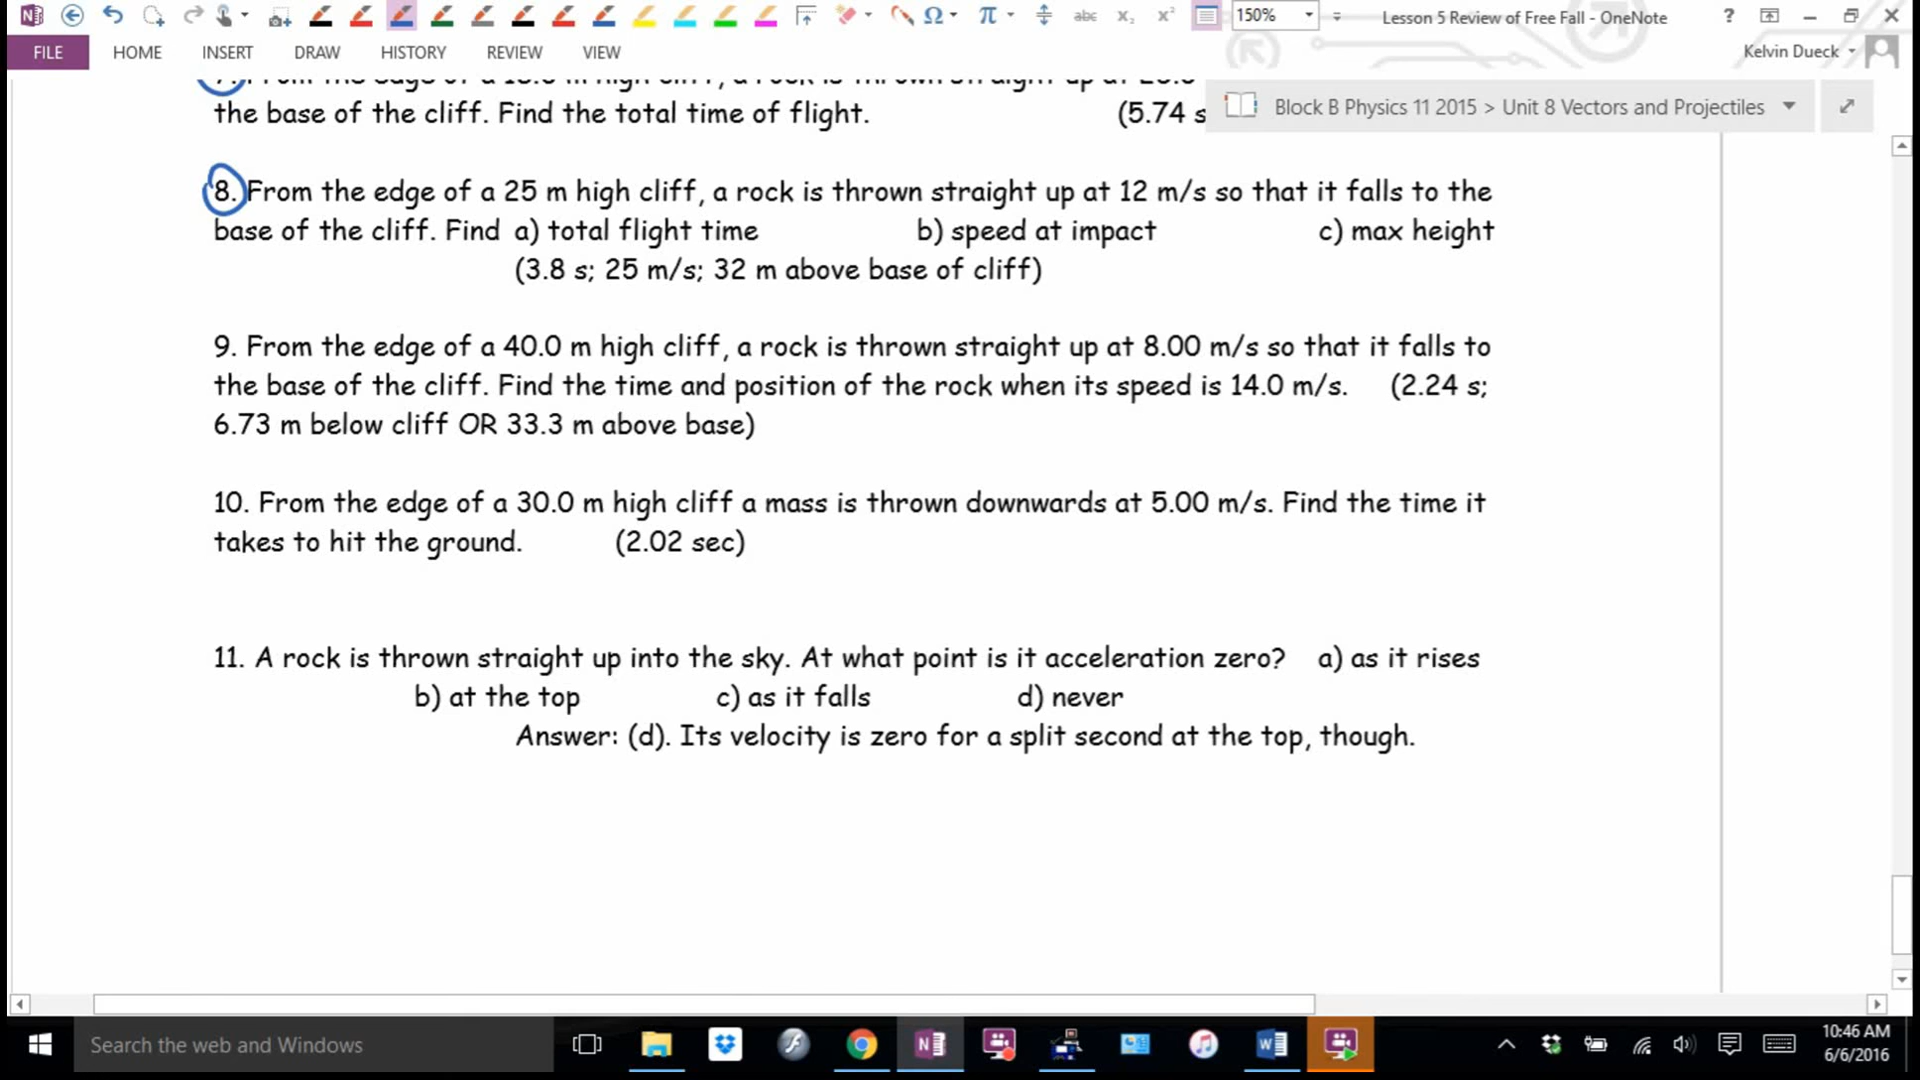 150%
Lesson 5 Review of Free Fall - OneNote
FILE HOME INSERT DRAW HISTORY REVIEW VIEW
Kelvin Dueck
the base of the cliff. Find the total time of flight. (5.74 s
Block B Physics 11 2015 > Unit 8 Vectors and Projectiles
8. From the edge of a 25 m high cliff, a rock is thrown straight up at 12 m/s so that it falls to the
base of the cliff. Find a) total flight time b) speed at impact c) max height
(3.8 s; 25 m/s; 32 m above base of cliff)
9. From the edge of a 40.0 m high cliff, a rock is thrown straight up at 8.00 m/s so that it falls to
the base of the cliff. Find the time and position of the rock when its speed is 14.0 m/s. (2.24 s;
6.73 m below cliff OR 33.3 m above base)
10. From the edge of a 30.0 m high cliff a mass is thrown downwards at 5.00 m/s. Find the time it
takes to hit the ground. (2.02 sec)
11. A rock is thrown straight up into the sky. At what point is it acceleration zero? a) as it rises
b) at the top c) as it falls d) never
Answer: (d). Its velocity is zero for a split second at the top, though.
Search the web and Windows
10:46 AM
6/6/2016